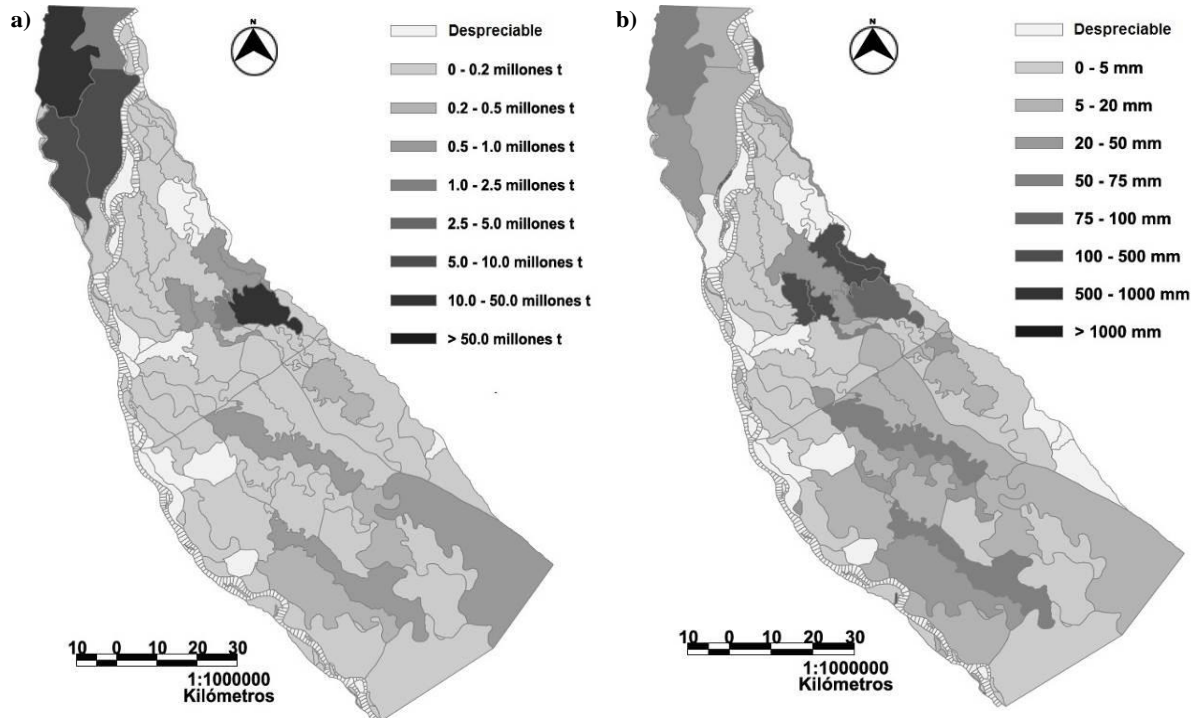 a)
N
Despreciable
0 - 0.2 millones t
0.2 - 0.5 millones t
0.5 - 1.0 millones t
1.0 - 2.5 millones t
2.5 - 5.0 millones t
5.0 - 10.0 millones t
10.0 - 50.0 millones t
> 50.0 millones t
10 0 10 20 30
1:1000000
Kilómetros
b)
N
Despreciable
0 - 5 mm
5 - 20 mm
20 - 50 mm
50 - 75 mm
75 - 100 mm
100 - 500 mm
500 - 1000 mm
> 1000 mm
10 0 10 20 30
1:1000000
Kilómetros